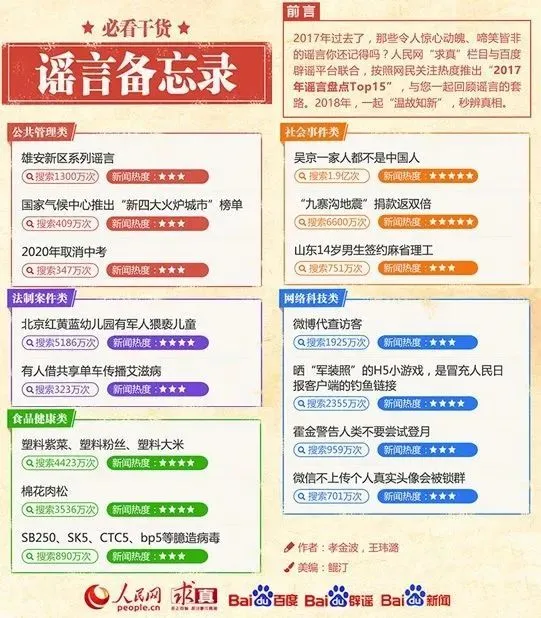 必看干货
谣言备忘录
前言
2017年过去了，那些令人惊心动魄、啼笑皆非
的谣言你还记得吗？人民网“求真”栏目与百度
辟谣平台联合，按照网民关注热度推出“2017
年谣言盘点Top15”，与您一起回顾谣言的套
路。2018年，一起“温故知新”，秒辨真相。
公共管理类
雄安新区系列谣言
搜索1300万次 新闻热度：★★★
国家气候中心推出“新四大火炉城市”榜单
搜索409万次 新闻热度：★★★
2020年取消中考
搜索347万次 新闻热度：★★★
法制案件类
北京红黄蓝幼儿园有军人猥亵儿童
搜索5186万次 新闻热度：★★★★
有人借共享单车传播艾滋病
搜索323万次 新闻热度：★★★
食品健康类
塑料紫菜、塑料粉丝、塑料大米
搜索4423万次 新闻热度：★★★★
棉花肉松
搜索3536万次 新闻热度：★★★★
SB250、SK5、CTC5、bp5等脆造病毒
搜索890万次 新闻热度：★★★
社会事件类
吴京一家人都不是中国人
搜索1.9亿次 新闻热度：★★★★★
“九寨沟地震”捐款返双倍
搜索6600万次 新闻热度：★★★★★
山东14岁男生签约麻省理工
搜索751万次 新闻热度：★★★
网络科技类
微博代查访客
搜索1925万次 新闻热度：★★★★
晒“军装照”的H5小游戏，是冒充人民日
报客户端的钓鱼链接
搜索2355万次 新闻热度：★★★★
霍金警告人类不要尝试登月
搜索959万次 新闻热度：★★★
微信不上传个人真实头像会被锁群
搜索701万次 新闻热度：★★★
作者：孝金波，王玮潞
美编：鲲汀
人民网 people.cn 求真 Baidu百度 Baidu辟谣 Baidu新闻